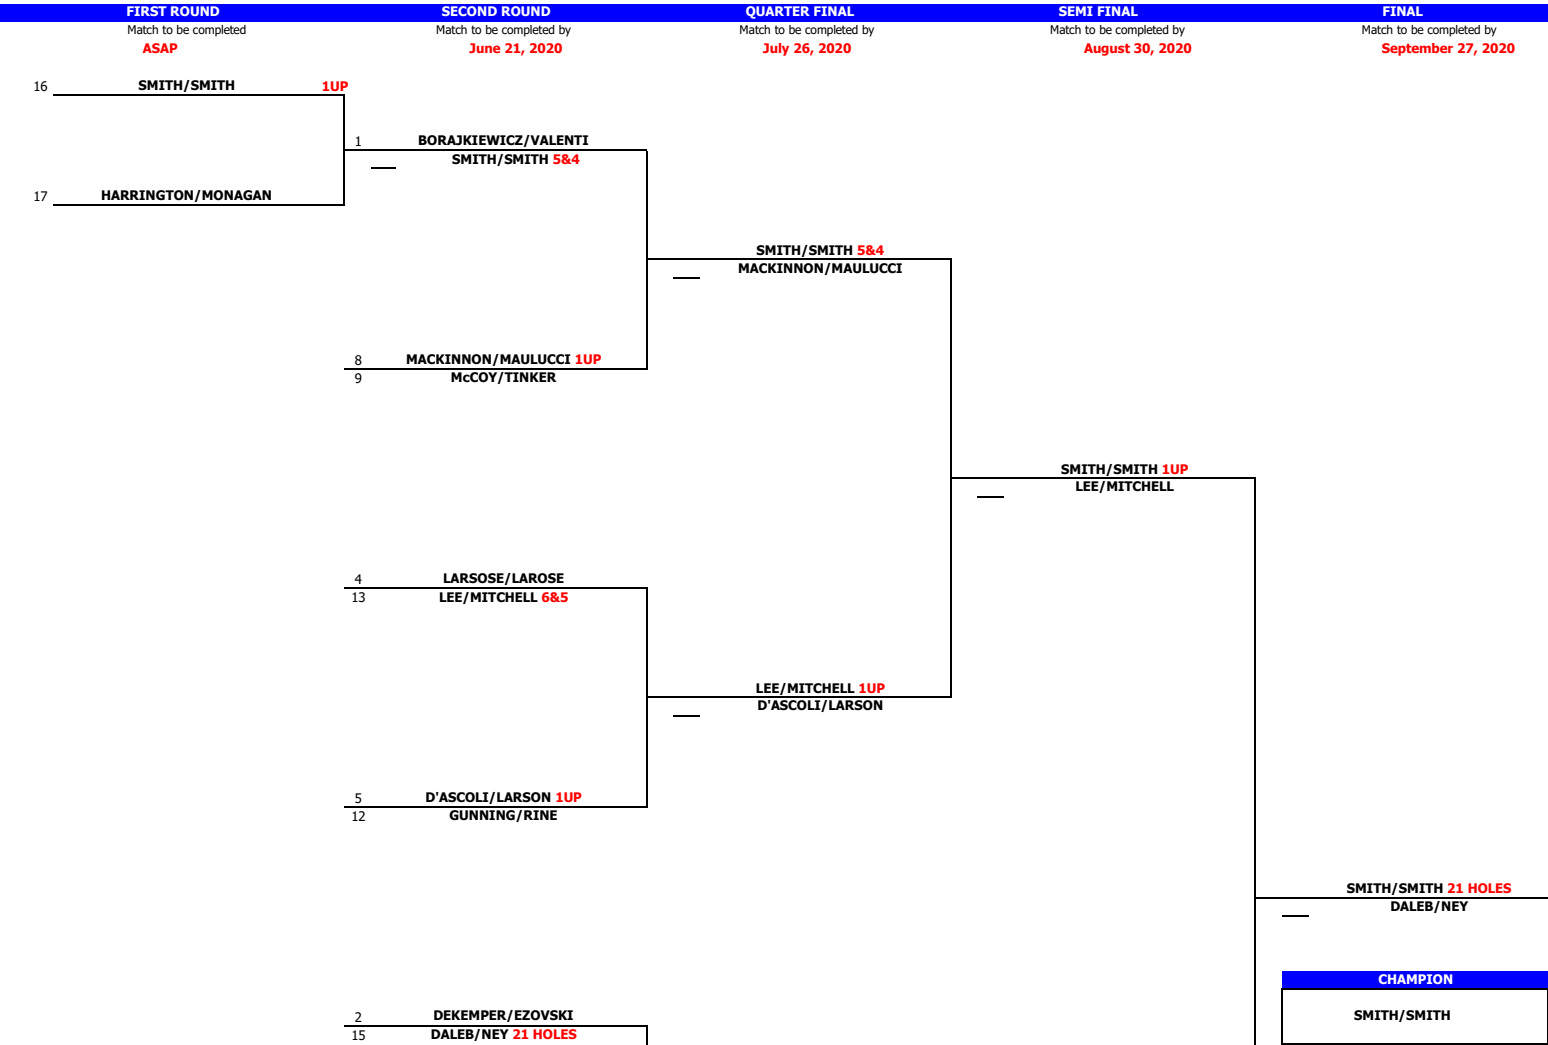 FIRST ROUND SECOND ROUND QUARTER FINAL SEMI FINAL FINAL
Match to be completed Match to be completed by Match to be completed by Match to be completed by Match to be completed by
ASAP June 21, 2020 July 26, 2020 August 30, 2020 September 27, 2020
16 SMITH/SMITH 1UP
1 BORAJKIEWICZ/VALENTI
SMITH/SMITH 5&4
17 HARRINGTON/MONAGAN
SMITH/SMITH 5&4
MACKINNON/MAULUCCI
8 MACKINNON/MAULUCCI 1UP
9 McCOY/TINKER
SMITH/SMITH 1UP
LEE/MITCHELL
4 LARSOSE/LAROSE
13 LEE/MITCHELL 6&5
LEE/MITCHELL 1UP
D'ASCOLI/LARSON
5 D'ASCOLI/LARSON 1UP
12 GUNNING/RINE
SMITH/SMITH 21 HOLES
DALEB/NEY
CHAMPION
2 DEKEMPER/EZOVSKI
SMITH/SMITH
15 DALEB/NEY 21 HOLES